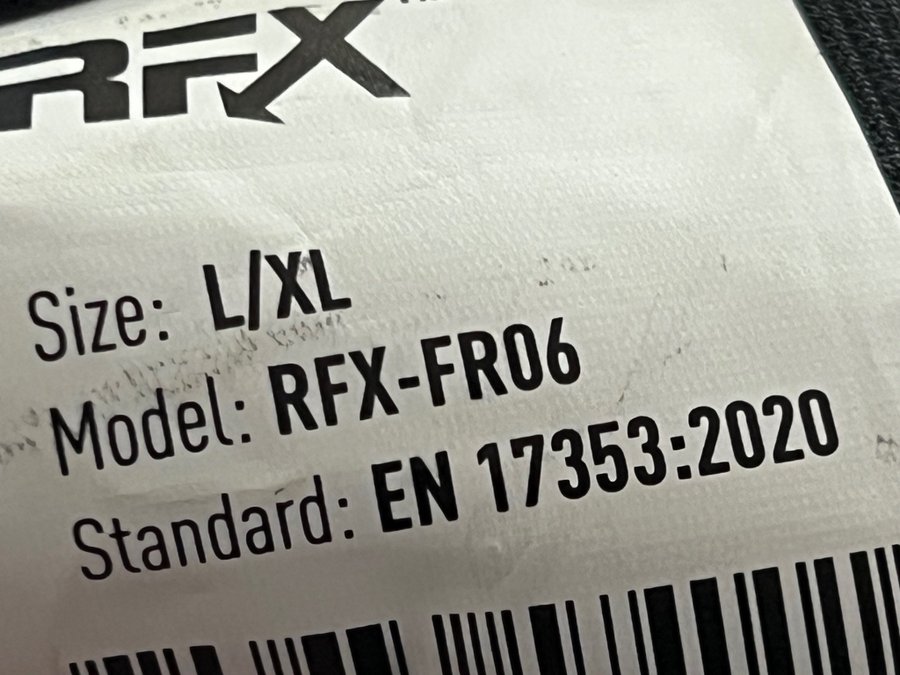 RFX
Size: L/XL
Model: RFX-FR06
Standard: EN 17353:2020